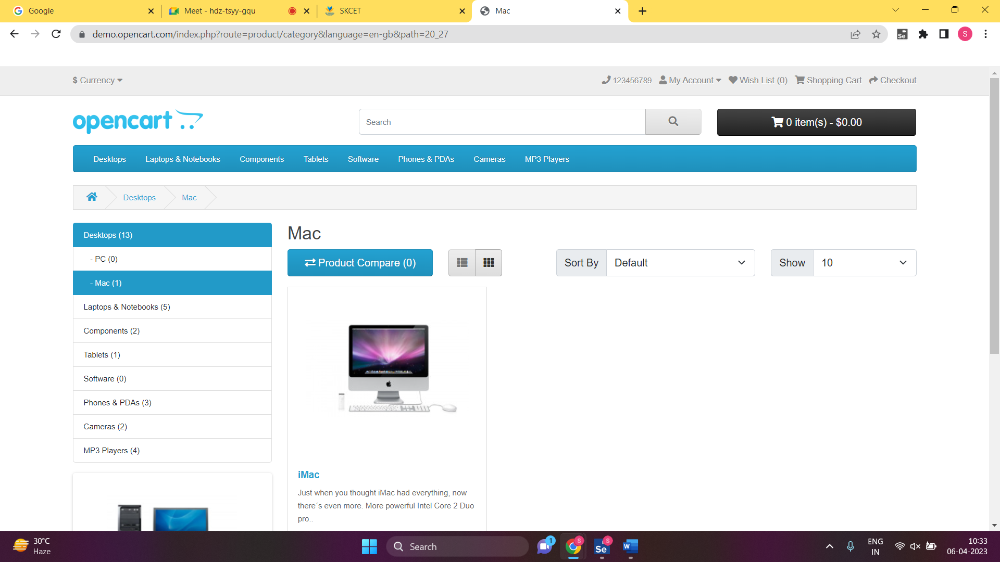 Google
Meet - hdz-tsyy-gqu
SKCET
Mac
demo.opencart.com/index.php?route=product/category&language=en-gb&path=20_27
Se
S
$ Currency
123456789
My Account
Wish List (0)
Shopping Cart
Checkout
opencart
Search
0 item(s) - $0.00
Desktops
Laptops & Notebooks
Components
Tablets
Software
Phones & PDAs
Cameras
MP3 Players
Desktops
Mac
Desktops (13)
- PC (0)
- Mac (1)
Laptops & Notebooks (5)
Components (2)
Tablets (1)
Software (0)
Phones & PDAs (3)
Cameras (2)
MP3 Players (4)
Mac
Product Compare (0)
Sort By
Default
Show
10
iMac
Just when you thought iMac had everything, now
there´s even more. More powerful Intel Core 2 Duo
pro..
30°C
Haze
Search
1
S
Se
S
W
ENG
IN
10:33
06-04-2023